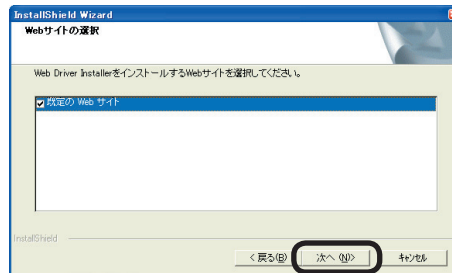 InstallShield Wizard
Webサイトの選択
Web Driver InstallerをインストールするWebサイトを選択してください。
既定の Web サイト
InstallShield
< 戻る(B)
次へ (N)>
キャンセル